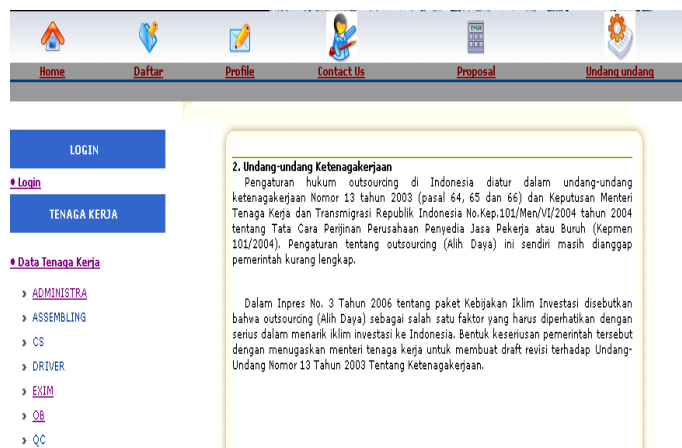 Home Daftar Profile Contact Us Proposal Undang undang
LOGIN
• Login
TENAGA KERJA
• Data Tenaga Kerja
› ADMINISTRA
› ASSEMBLING
› CS
› DRIVER
› EXIM
› OB
› QC
2. Undang-undang Ketenagakerjaan
Pengaturan hukum outsourcing di Indonesia diatur dalam undang-undang
ketenagakerjaan Nomor 13 tahun 2003 (pasal 64, 65 dan 66) dan Keputusan Menteri
Tenaga Kerja dan Transmigrasi Republik Indonesia No.Kep.101/Men/VI/2004 tahun 2004
tentang Tata Cara Perijinan Perusahaan Penyedia Jasa Pekerja atau Buruh (Kepmen
101/2004). Pengaturan tentang outsourcing (Alih Daya) ini sendiri masih dianggap
pemerintah kurang lengkap.
Dalam Inpres No. 3 Tahun 2006 tentang paket Kebijakan Iklim Investasi disebutkan
bahwa outsourcing (Alih Daya) sebagai salah satu faktor yang harus diperhatikan dengan
serius dalam menarik iklim investasi ke Indonesia. Bentuk keseriusan pemerintah tersebut
dengan menugaskan menteri tenaga kerja untuk membuat draft revisi terhadap Undang-
Undang Nomor 13 Tahun 2003 Tentang Ketenagakerjaan.